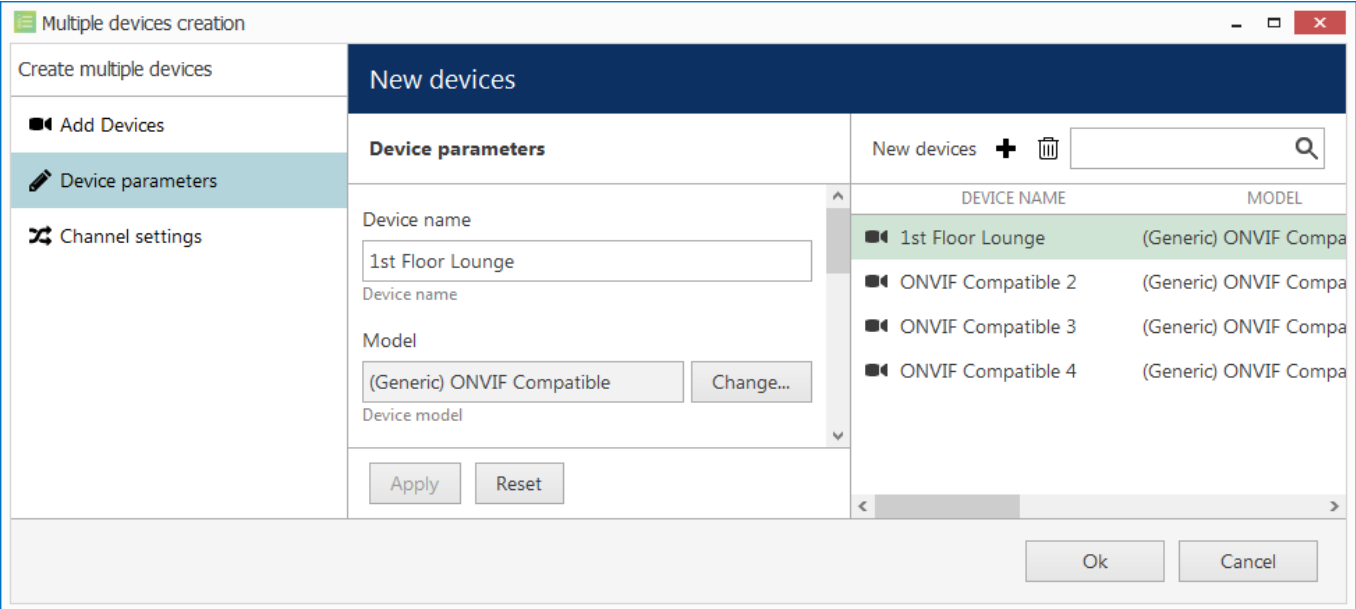 Multiple devices creation
Create multiple devices
Add Devices
Device parameters
Channel settings
New devices
Device parameters
Device name
1st Floor Lounge
Device name
Model
(Generic) ONVIF Compatible
Change...
Device model
Apply
Reset
New devices
DEVICE NAME MODEL
1st Floor Lounge (Generic) ONVIF Compa
ONVIF Compatible 2 (Generic) ONVIF Compa
ONVIF Compatible 3 (Generic) ONVIF Compa
ONVIF Compatible 4 (Generic) ONVIF Compa
Ok
Cancel